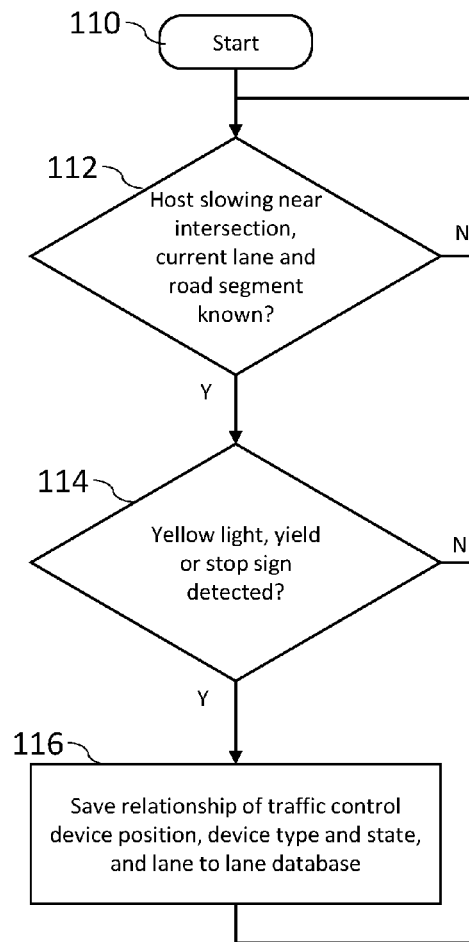 110
Start
112
Host slowing near
intersection,
current lane and
road segment
known?
N
Y
114
Yellow light, yield
or stop sign
detected?
N
Y
116
Save relationship of traffic control
device position, device type and state,
and lane to lane database